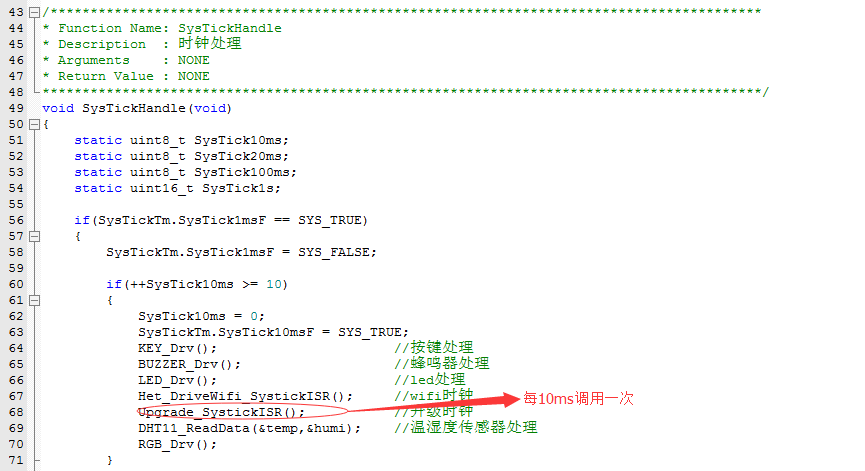 43 /****************************************************************************************
44 * Function Name: SysTickHandle
45 * Description  : 时钟处理
46 * Arguments    : NONE
47 * Return Value : NONE
48 ******************************************************************************************/
49 void SysTickHandle(void)
50 {
51     static uint8_t SysTick10ms;
52     static uint8_t SysTick20ms;
53     static uint8_t SysTick100ms;
54     static uint16_t SysTick1s;
55
56     if(SysTickTm.SysTick1msF == SYS_TRUE)
57     {
58         SysTickTm.SysTick1msF = SYS_FALSE;
59
60         if(++SysTick10ms >= 10)
61         {
62             SysTick10ms = 0;
63             SysTickTm.SysTick10msF = SYS_TRUE;
64             KEY_Drv();                      //按键处理
65             BUZZER_Drv();                   //蜂鸣器处理
66             LED_Drv();                      //led处理
67             Het_DriveWifi_SystickISR();     //wifi时钟 每10ms调用一次
68             Upgrade_SystickISR();           //升级时钟
69             DHT11_ReadData(&temp,&humi);    //温湿度传感器处理
70             RGB_Drv();
71         }